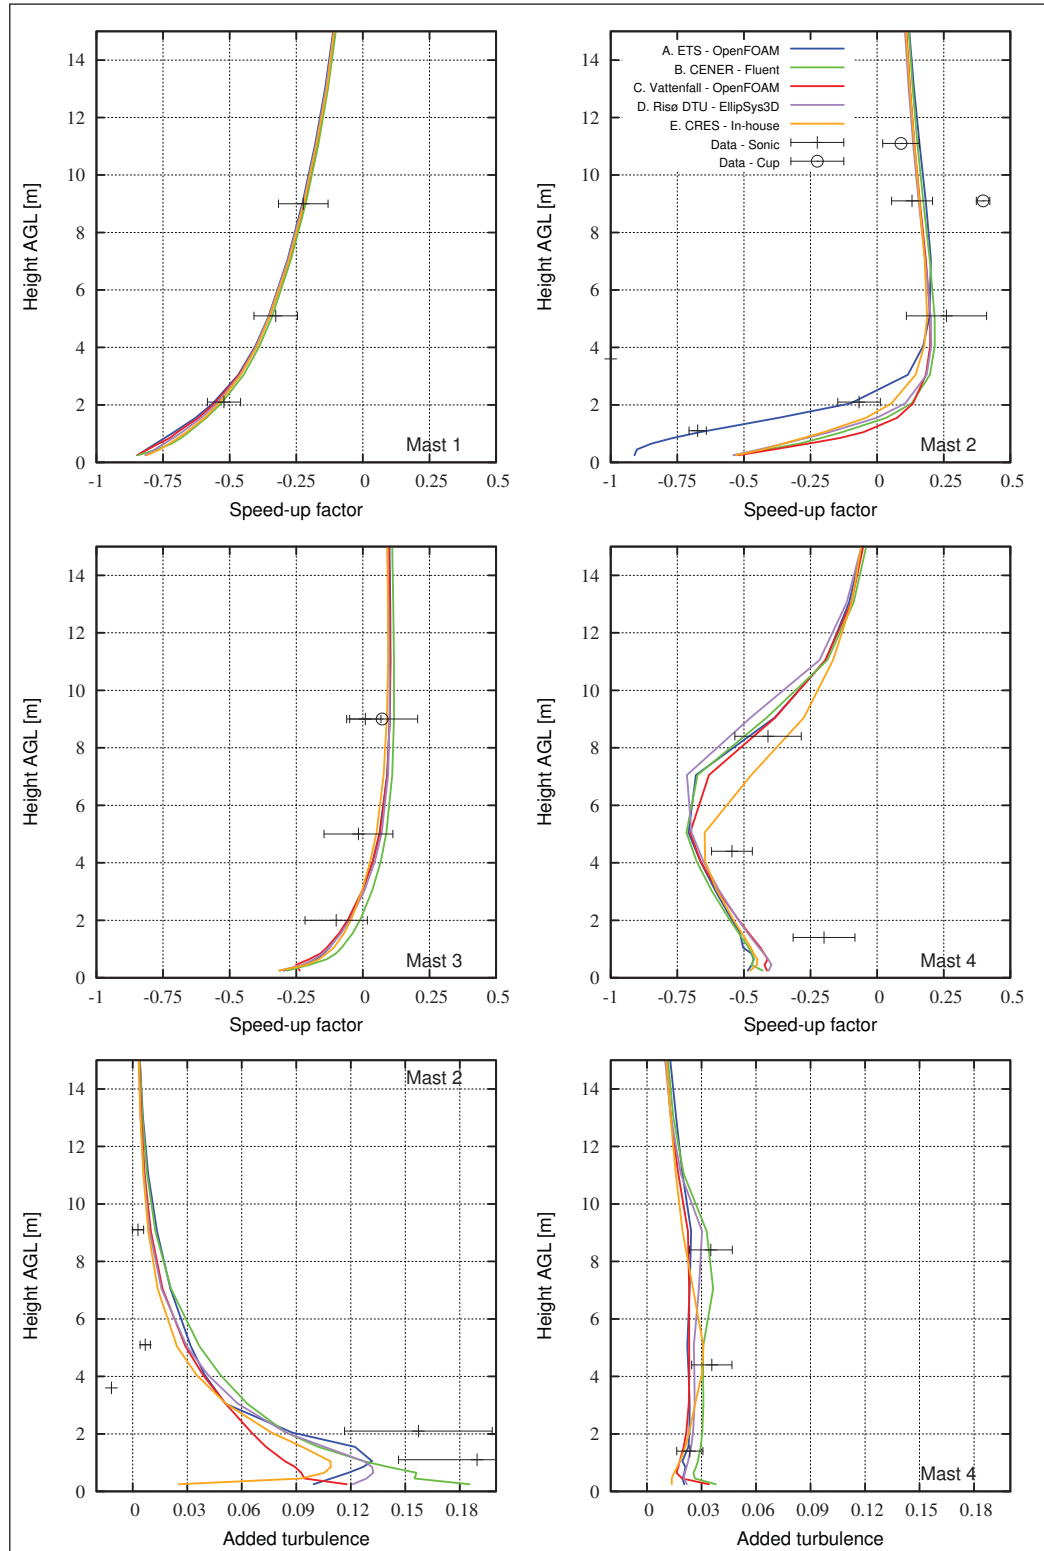 14
12
10
8
6
4
2
0
Height AGL [m]
Mast 1
-1 -0.75 -0.5 -0.25 0 0.25 0.5
Speed-up factor
A. ETS - OpenFOAM
B. CENER - Fluent
C. Vattenfall - OpenFOAM
D. Risø DTU - EllipSys3D
E. CRES - In-house
Data - Sonic
Data - Cup
14
12
10
8
6
4
2
0
Height AGL [m]
Mast 2
-1 -0.75 -0.5 -0.25 0 0.25 0.5
Speed-up factor
14
12
10
8
6
4
2
0
Height AGL [m]
Mast 3
-1 -0.75 -0.5 -0.25 0 0.25 0.5
Speed-up factor
14
12
10
8
6
4
2
0
Height AGL [m]
Mast 4
-1 -0.75 -0.5 -0.25 0 0.25 0.5
Speed-up factor
Mast 2
14
12
10
8
6
4
2
0
Height AGL [m]
0 0.03 0.06 0.09 0.12 0.15 0.18
Added turbulence
14
12
10
8
6
4
2
0
Height AGL [m]
Mast 4
0 0.03 0.06 0.09 0.12 0.15 0.18
Added turbulence